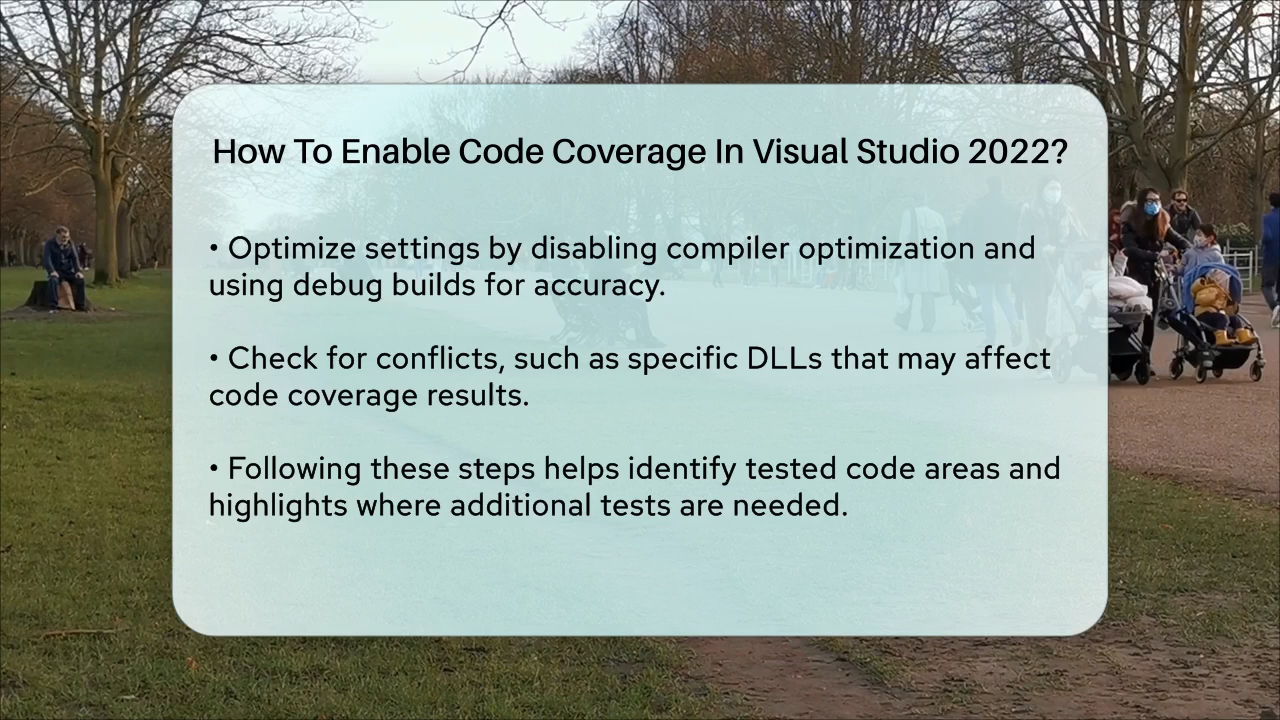 How To Enable Code Coverage In Visual Studio 2022?
• Optimize settings by disabling compiler optimization and
using debug builds for accuracy.
• Check for conflicts, such as specific DLLs that may affect
code coverage results.
• Following these steps helps identify tested code areas and
highlights where additional tests are needed.